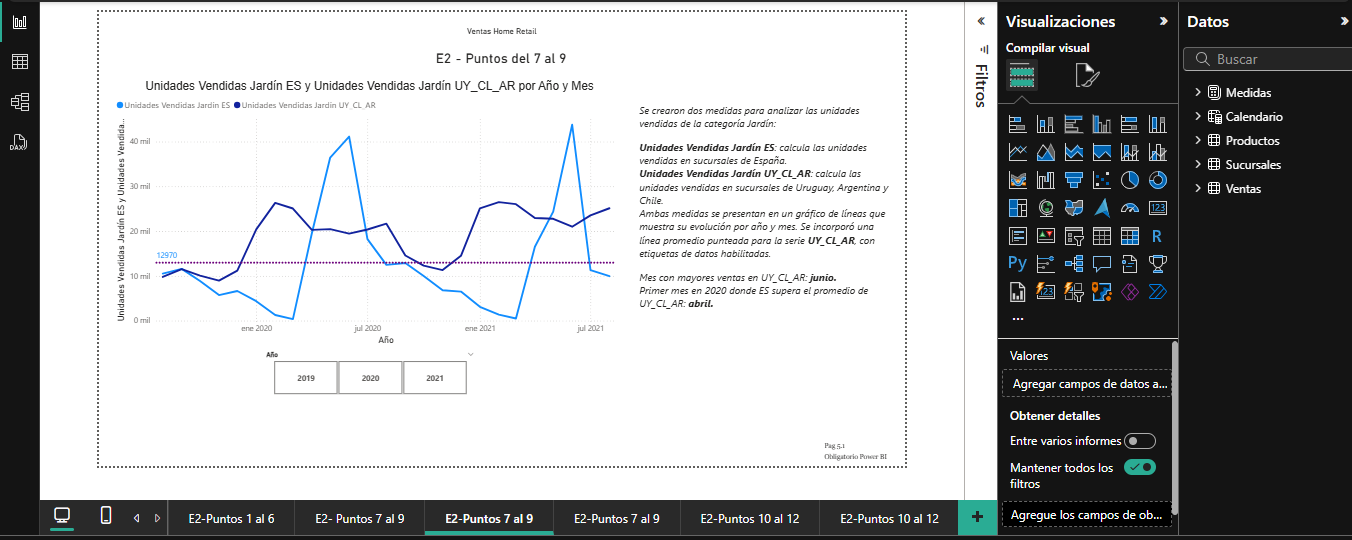 Ventas Home Retail
E2 - Puntos del 7 al 9
Unidades Vendidas Jardín ES y Unidades Vendidas Jardín UY_CL_AR por Año y Mes
Unidades Vendidas Jardín ES Unidades Vendidas Jardín UY_CL_AR
Unidades Vendidas Jardín ES y Unidades Vendida...
40 mil
30 mil
20 mil
10 mil
0 mil
12970
ene 2020
jul 2020
ene 2021
jul 2021
Año
Año
2019
2020
2021
Se crearon dos medidas para analizar las unidades
vendidas de la categoría Jardín:
Unidades Vendidas Jardín ES: calcula las unidades
vendidas en sucursales de España.
Unidades Vendidas Jardín UY_CL_AR: calcula las
unidades vendidas en sucursales de Uruguay, Argentina y
Chile.
Ambas medidas se presentan en un gráfico de líneas que
muestra su evolución por año y mes. Se incorporó una
línea promedio punteada para la serie UY_CL_AR, con
etiquetas de datos habilitadas.
Mes con mayores ventas en UY_CL_AR: junio.
Primer mes en 2020 donde ES supera el promedio de
UY_CL_AR: abril.
Pag 5.1
Obligatorio Power BI
E2-Puntos 1 al 6
E2- Puntos 7 al 9
E2-Puntos 7 al 9
E2-Puntos 7 al 9
E2-Puntos 10 al 12
E2-Puntos 10 al 12
+
Filtros
Visualizaciones
Compilar visual
123
R
Py
123
...
Valores
Agregar campos de datos a...
Obtener detalles
Entre varios informes
Mantener todos los
filtros
Agregue los campos de ob...
Datos
Buscar
Medidas
Calendario
Productos
Sucursales
Ventas
DAX